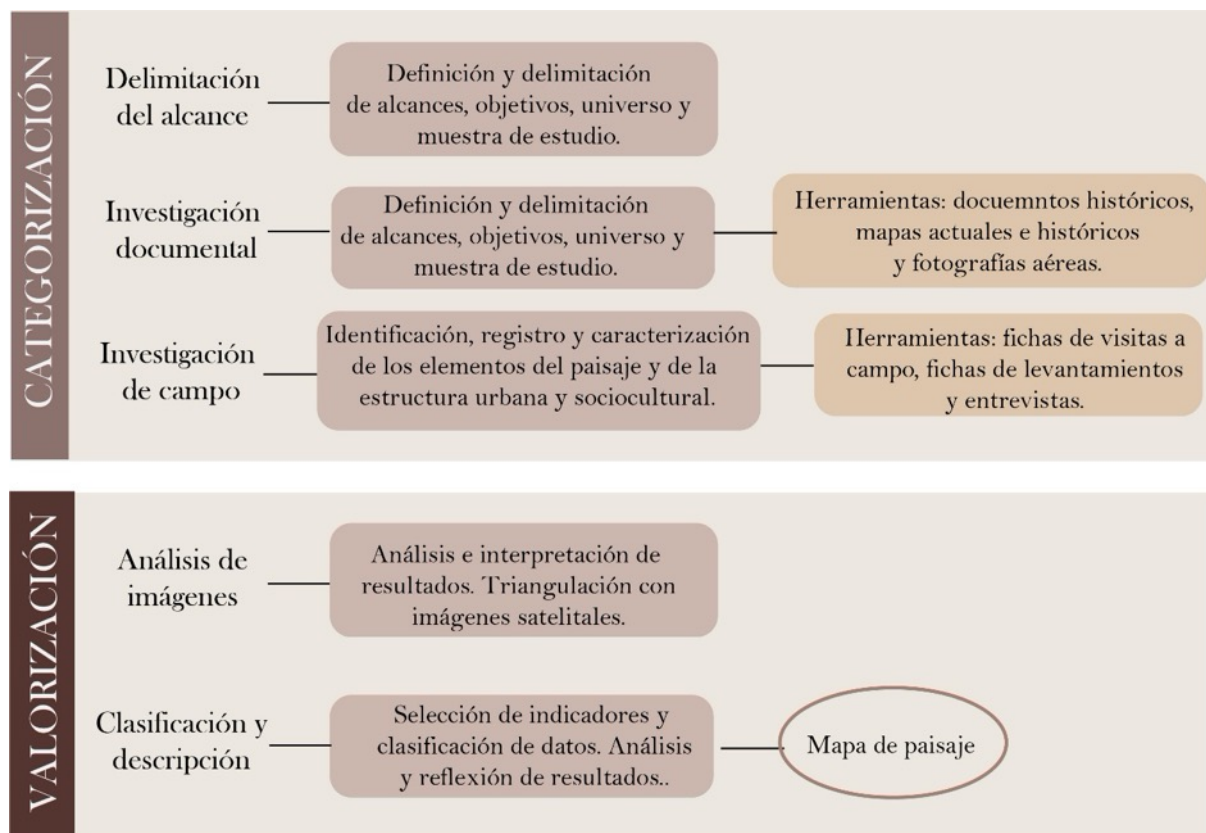 CATEGORIZACIÓN
Delimitación
del alcance
Definición y delimitación
de alcances, objetivos, universo y
muestra de estudio.
Investigación
documental
Definición y delimitación
de alcances, objetivos, universo y
muestra de estudio.
Herramientas: docuemntos históricos,
mapas actuales e históricos
y fotografías aéreas.
Investigación
de campo
Identificación, registro y caracterización
de los elementos del paisaje y de la
estructura urbana y sociocultural.
Herramientas: fichas de visitas a
campo, fichas de levantamientos
y entrevistas.
VALORIZACIÓN
Análisis de
imágenes
Análisis e interpretación de
resultados. Triangulación con
imágenes satelitales.
Clasificación y
descripción
Selección de indicadores y
clasificación de datos. Análisis
y reflexión de resultados..
Mapa de paisaje